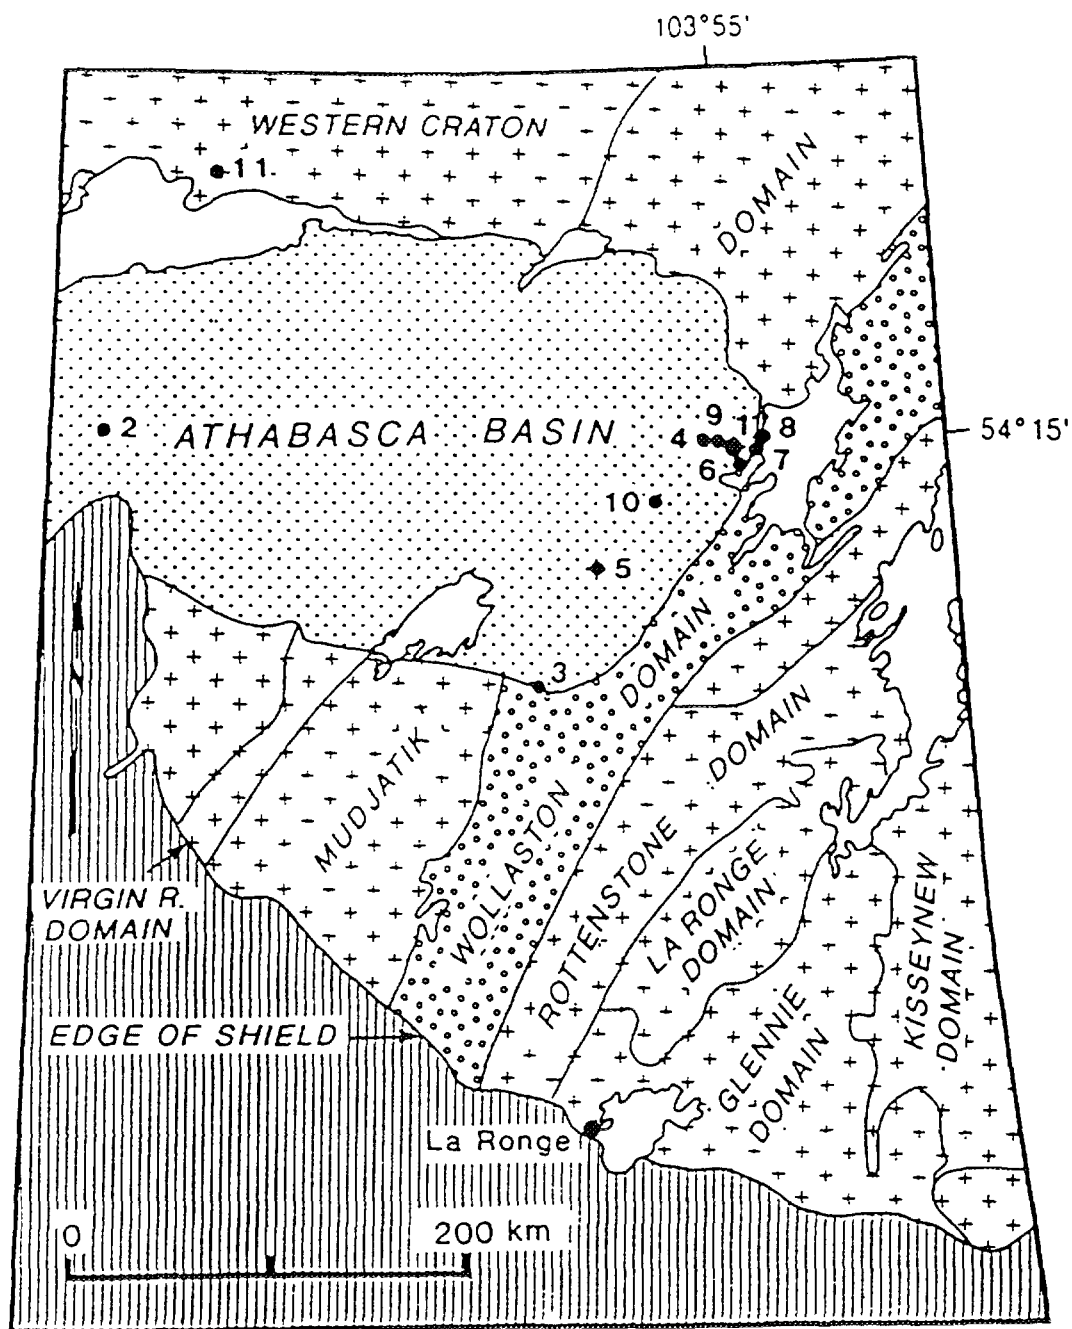 103°55'
WESTERN CRATON
11
DOMAIN
2
ATHABASCA BASIN
9
1
8
4
54°15'
6
7
10
5
3
DOMAIN
MUDJATIK
WOLLASTON
DOMAIN
ROTTENSTONE
LA RONGE
DOMAIN
VIRGIN R.
DOMAIN
KISSEYNEW
DOMAIN
EDGE OF SHIELD
GLENNIE
DOMAIN
La Ronge
0
200 km